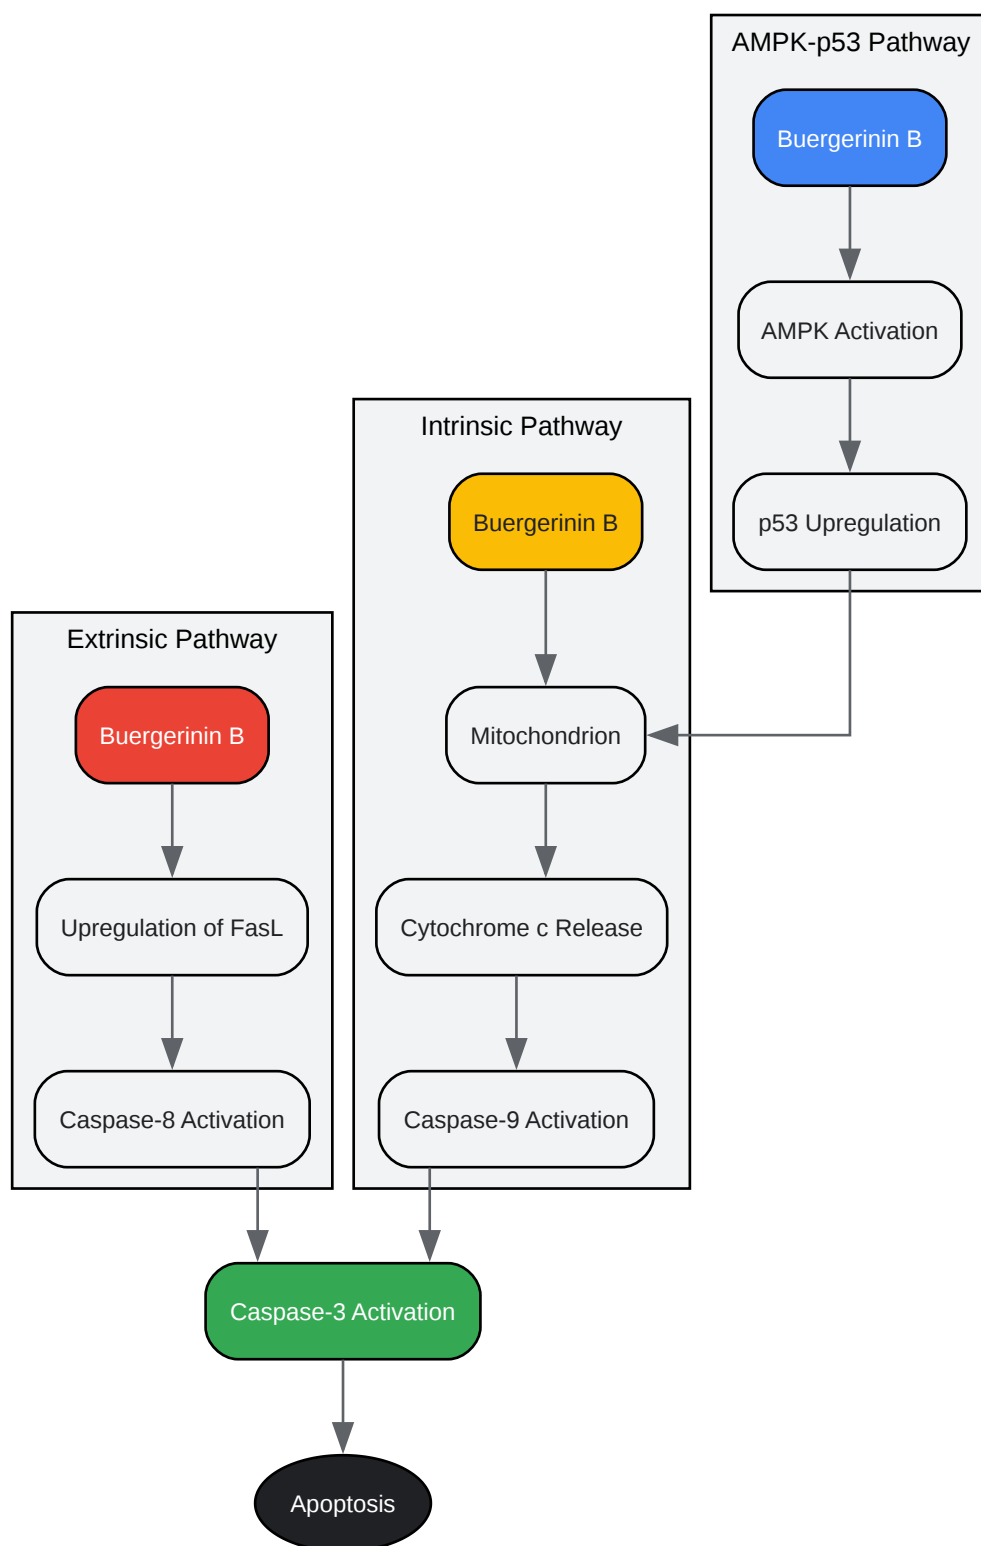 AMPK-p53 Pathway
Buergerinin B
AMPK Activation
p53 Upregulation
Intrinsic Pathway
Buergerinin B
Mitochondrion
Cytochrome c Release
Caspase-9 Activation
Extrinsic Pathway
Buergerinin B
Upregulation of FasL
Caspase-8 Activation
Caspase-3 Activation
Apoptosis